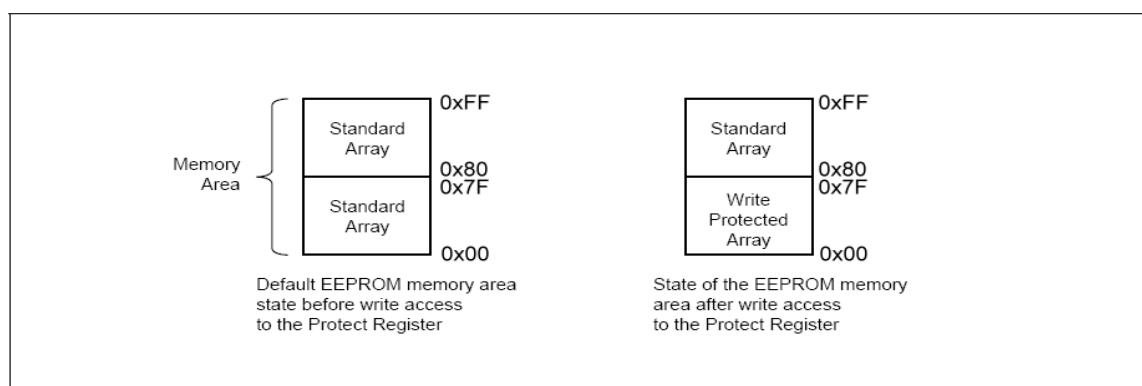 Memory
Area
Standard
Array
Standard
Array
0xFF
0x80
0x7F
0x00
Default EEPROM memory area
state before write access
to the Protect Register
Standard
Array
Write
Protected
Array
0xFF
0x80
0x7F
0x00
State of the EEPROM memory
area after write access
to the Protect Register